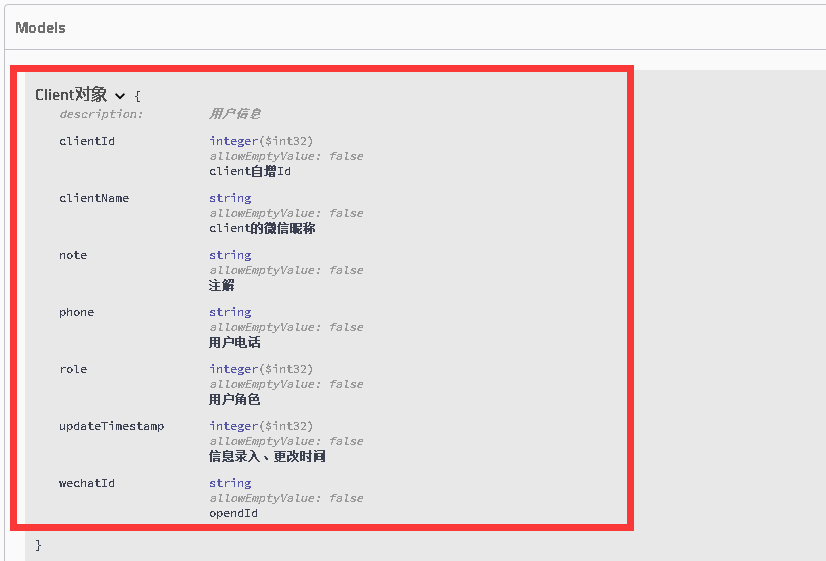 Models
Client对象 {
description: 用户信息
clientId integer($int32)
allowEmptyValue: false
client自增Id
clientName string
allowEmptyValue: false
client的微信昵称
note string
allowEmptyValue: false
注解
phone string
allowEmptyValue: false
用户电话
role integer($int32)
allowEmptyValue: false
用户角色
updateTimestamp integer($int32)
allowEmptyValue: false
信息录入、更改时间
wechatId string
allowEmptyValue: false
opendId
}